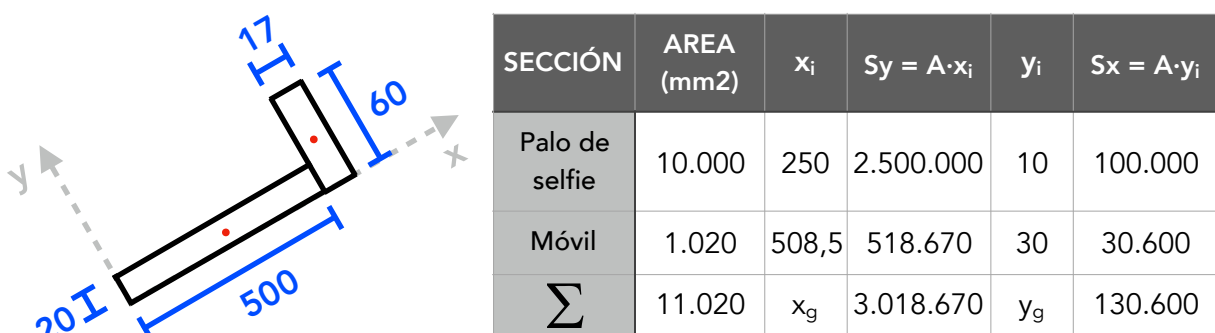 17
60
y
x
20
500
SECCIÓN AREA (mm2) xi Sy = A·xi yi Sx = A·yi
Palo de selfie 10.000 250 2.500.000 10 100.000
Móvil 1.020 508,5 518.670 30 30.600
∑ 11.020 xg 3.018.670 yg 130.600